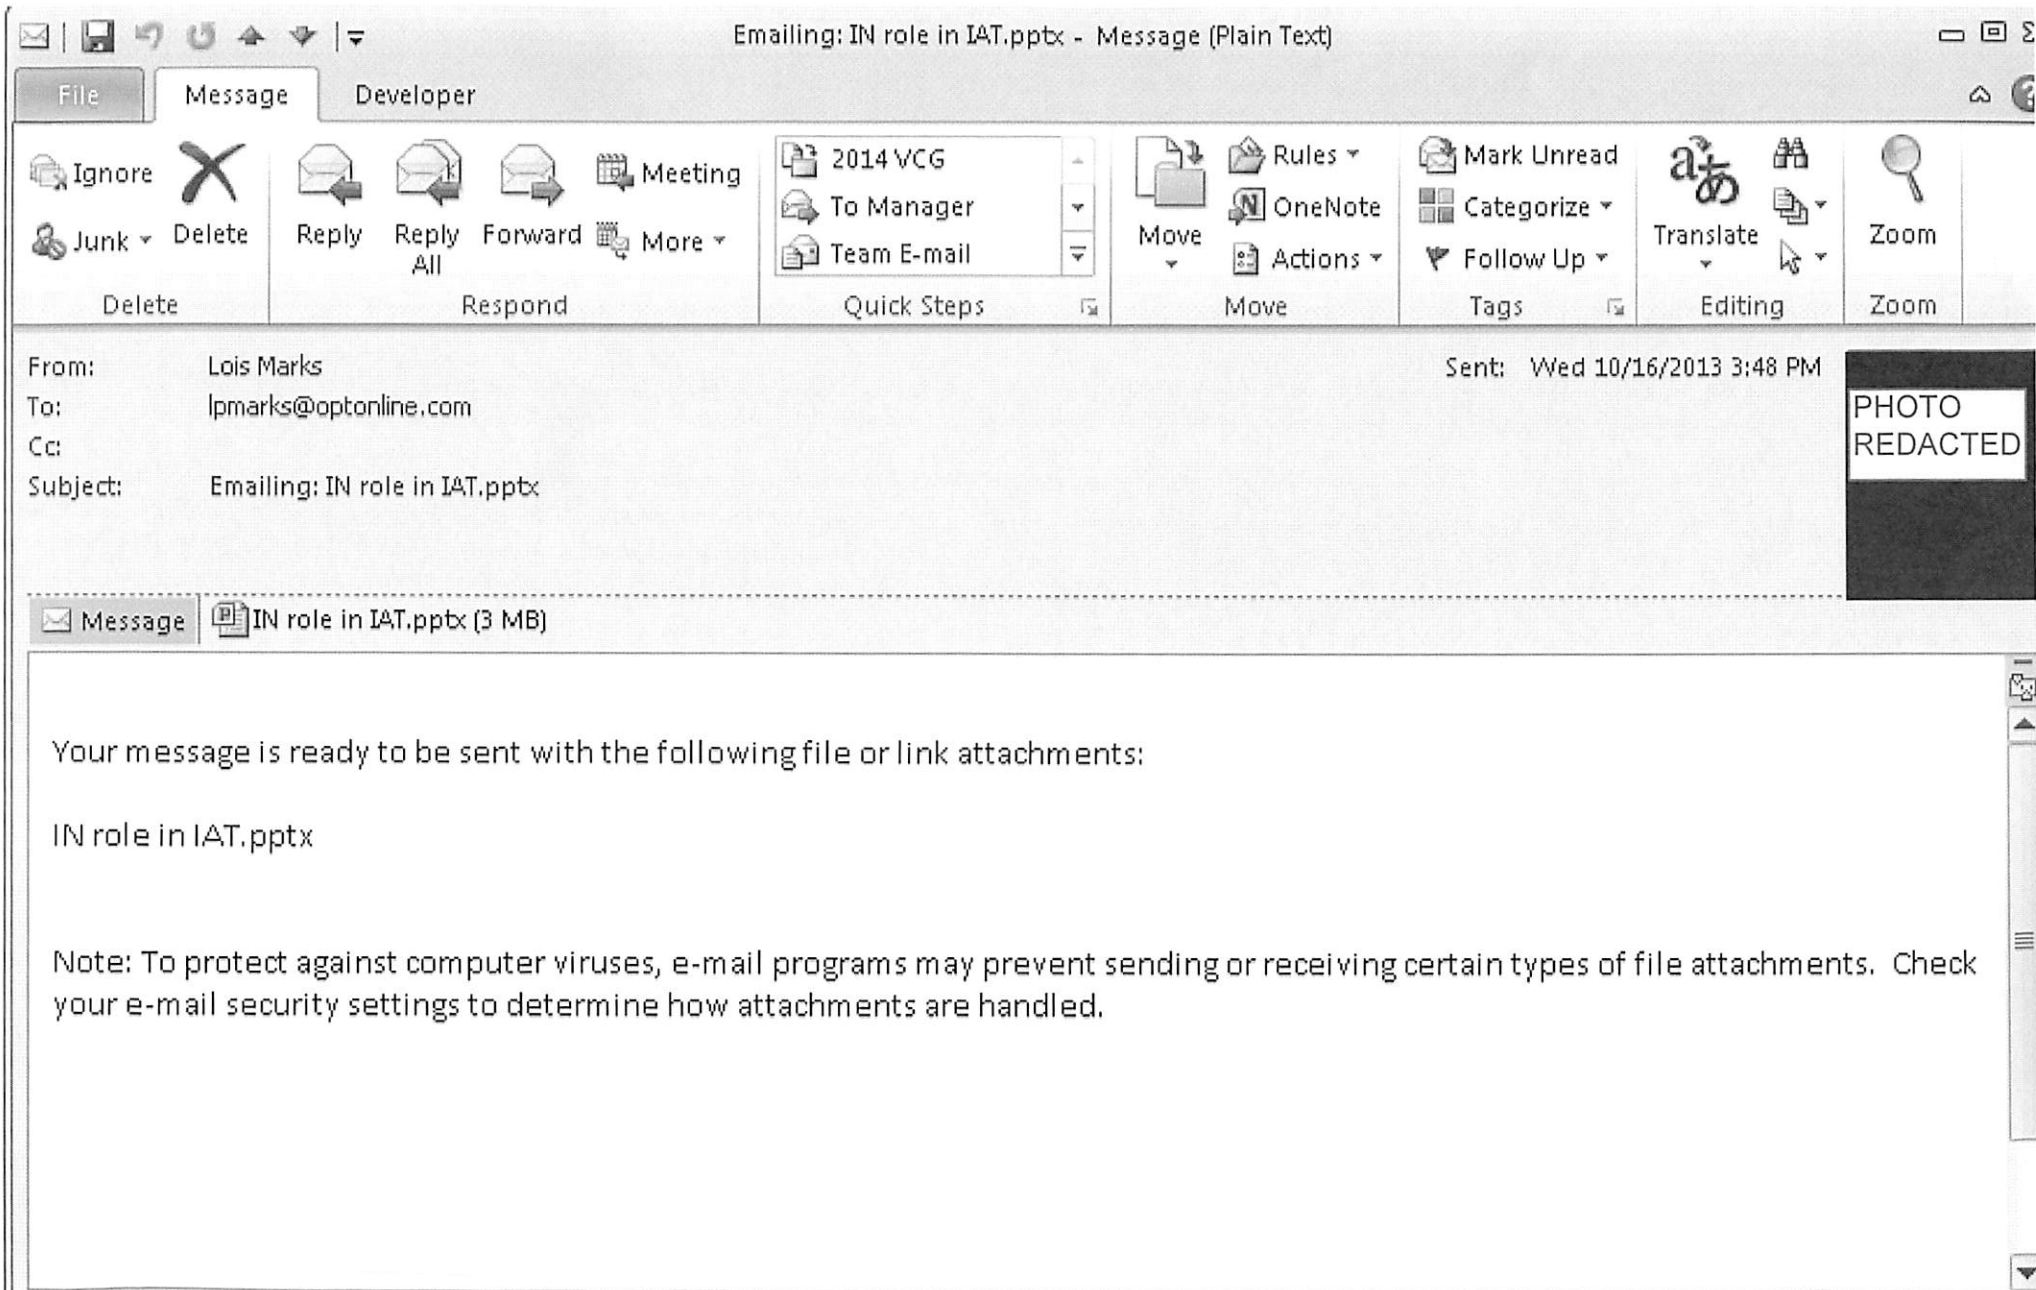 Emailing: IN role in IAT.pptx - Message (Plain Text)
File Message Developer
Ignore
Junk
Delete
Delete
Reply
Reply All
Forward
Meeting
More
Respond
2014 VCG
To Manager
Team E-mail
Quick Steps
Move
Rules
OneNote
Actions
Move
Mark Unread
Categorize
Follow Up
Tags
Translate
Editing
Zoom
Zoom
From: Lois Marks Sent: Wed 10/16/2013 3:48 PM
To: lpmarks@optonline.com
Cc:
Subject: Emailing: IN role in IAT.pptx
PHOTO
REDACTED
Message IN role in IAT.pptx (3 MB)
Your message is ready to be sent with the following file or link attachments:
IN role in IAT.pptx
Note: To protect against computer viruses, e-mail programs may prevent sending or receiving certain types of file attachments.  Check
your e-mail security settings to determine how attachments are handled.